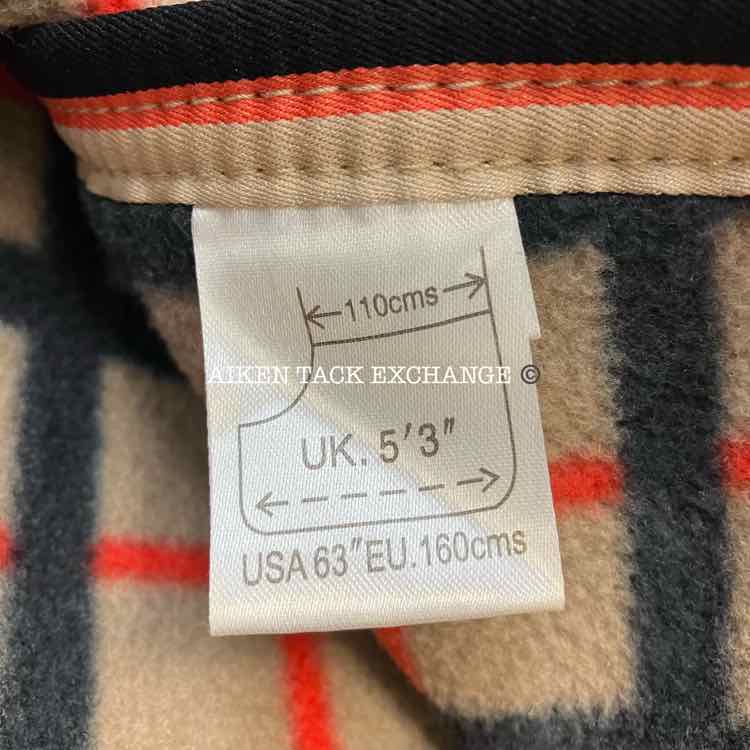 110cms
AIKEN TACK EXCHANGE ©
UK. 5'3"
USA 63" EU. 160cms